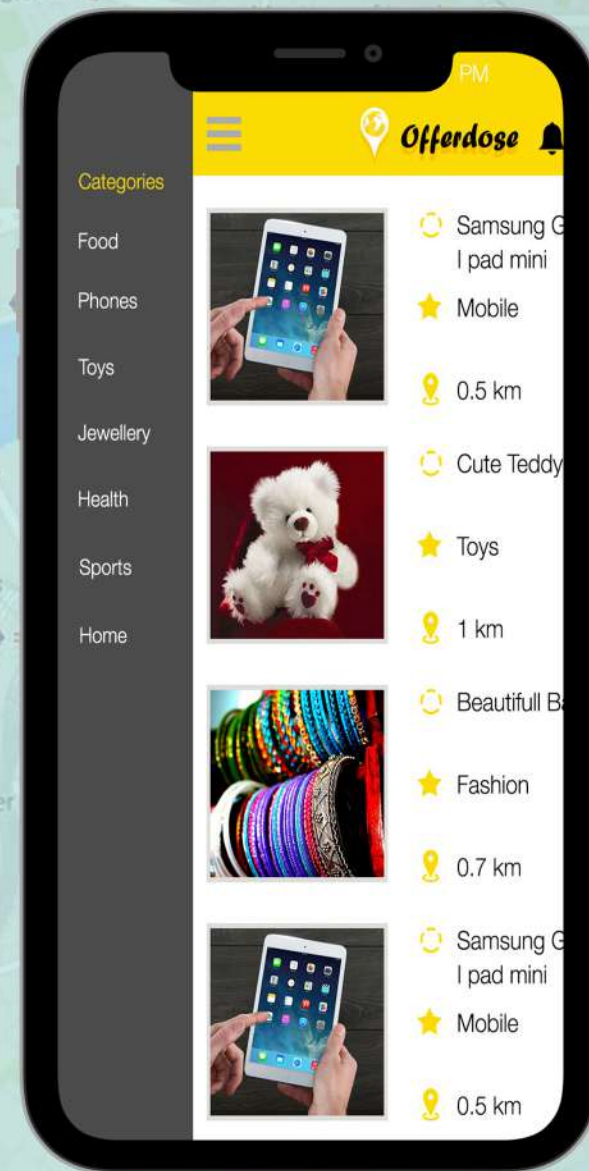 PM
Offerdose
Categories
Food
Phones
Toys
Jewellery
Health
Sports
Home
Samsung G
I pad mini
Mobile
0.5 km
Cute Teddy
Toys
1 km
Beautifull Ba
Fashion
0.7 km
Samsung G
I pad mini
Mobile
0.5 km